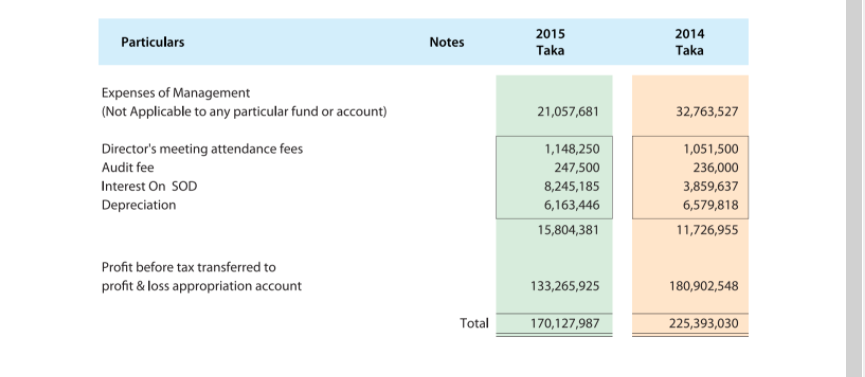 Particulars Notes 2015 Taka 2014 Taka
Expenses of Management
(Not Applicable to any particular fund or account) 21,057,681 32,763,527
Director's meeting attendance fees 1,148,250 1,051,500
Audit fee 247,500 236,000
Interest On SOD 8,245,185 3,859,637
Depreciation 6,163,446 6,579,818
15,804,381 11,726,955
Profit before tax transferred to
profit & loss appropriation account 133,265,925 180,902,548
Total 170,127,987 225,393,030